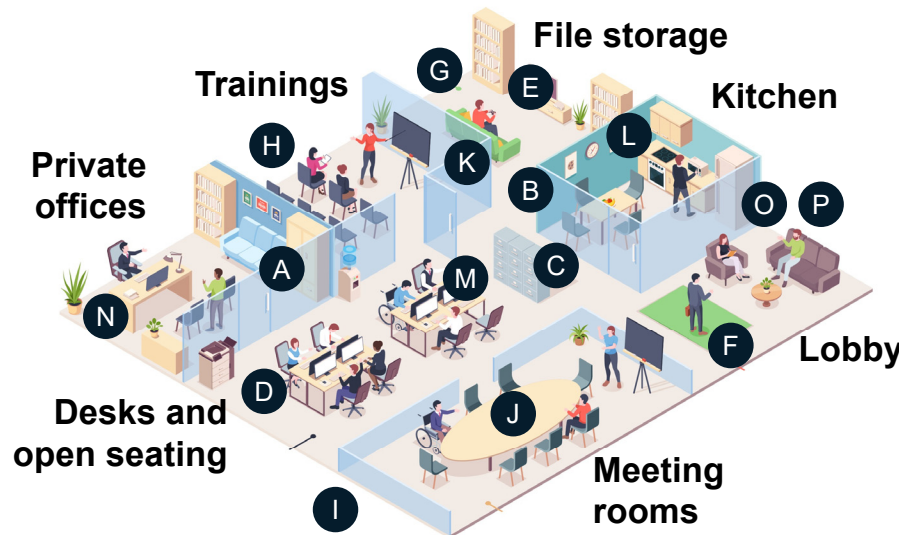 File storage
G
E
Trainings
Kitchen
H
L
K
Private
offices
B
O
P
A
C
M
N
F
Lobby
D
J
Desks and
open seating
Meeting
rooms
I